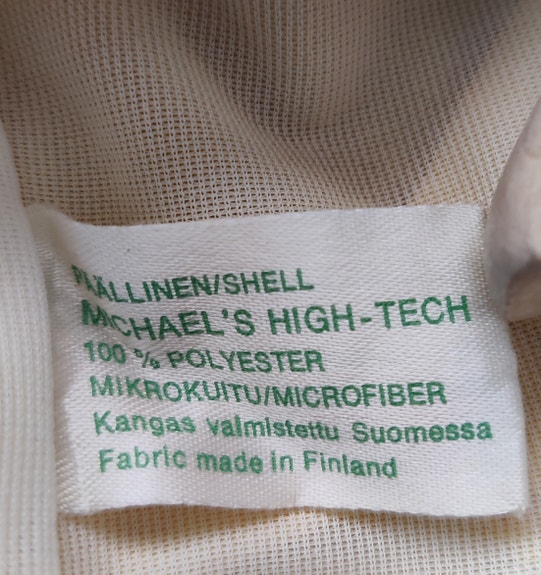 PÄÄLLINEN/SHELL
MICHAEL'S HIGH-TECH
100 % POLYESTER
MIKROKUITU/MICROFIBER
Kangas valmistettu Suomessa
Fabric made in Finland